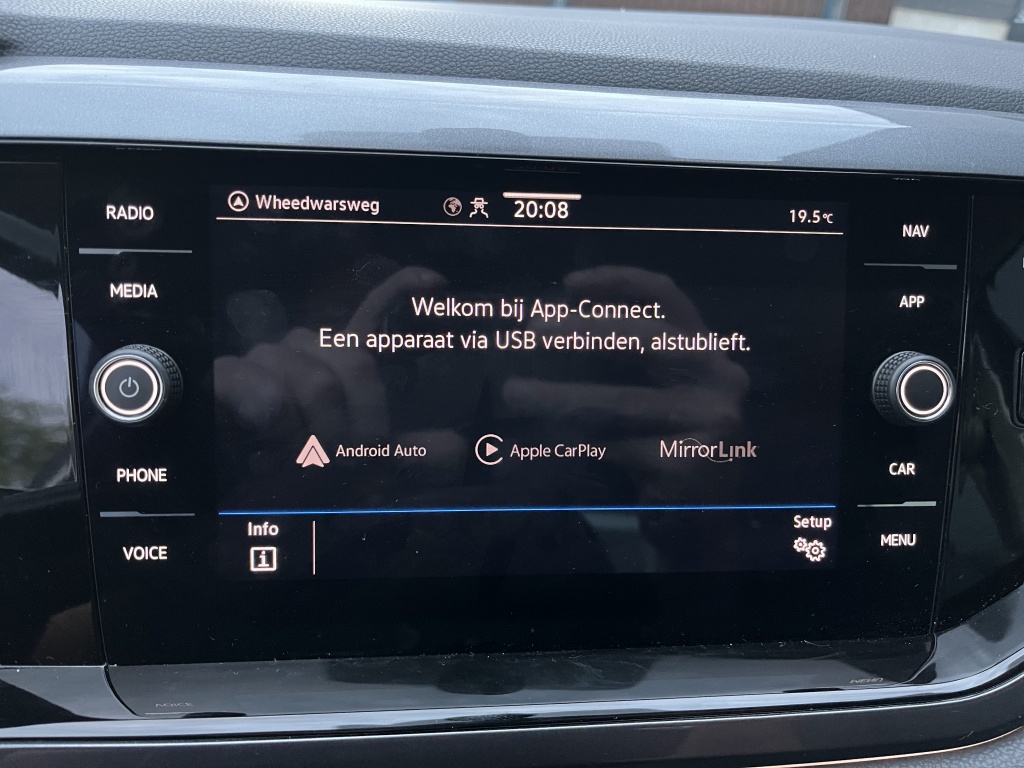 RADIO
MEDIA
PHONE
VOICE
Wheedwarsweg
20:08
19.5°C
Welkom bij App-Connect.
Een apparaat via USB verbinden, alstublieft.
Android Auto
Apple CarPlay
MirrorLink
Info
Setup
NAV
APP
CAR
MENU